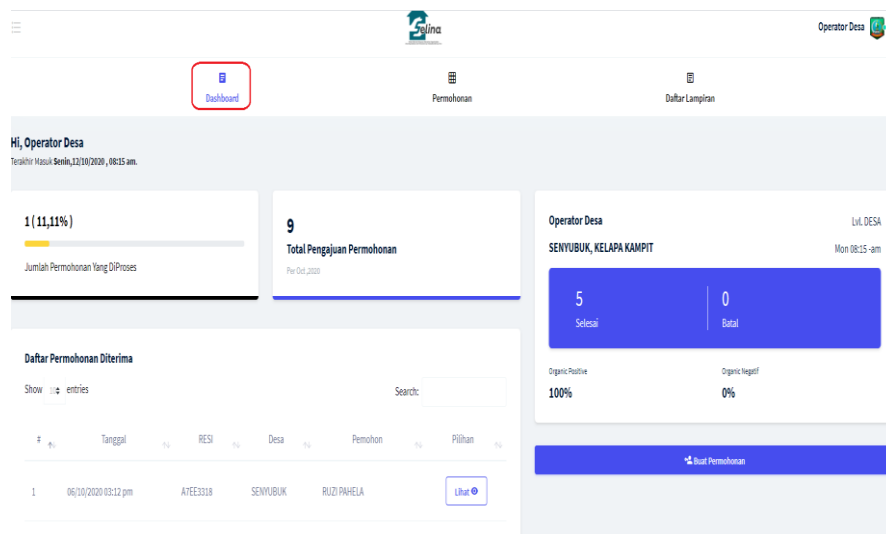 Selina
Operator Desa
Dashboard
Permohonan
Daftar Lampiran
Hi, Operator Desa
Terakhir Masuk Senin,12/10/2020 , 08:15 am.
1 ( 11,11% )
Jumlah Permohonan Yang DiProses
9
Total Pengajuan Permohonan
Per Oct ,2020
Operator Desa
Lvl. DESA
SENYUBUK, KELAPA KAMPIT
Mon 08:15 -am
5
Selesai
0
Batal
Organic Positive
100%
Organic Negatif
0%
Buat Permohonan
Daftar Permohonan Diterima
Show entries
Search:
# Tanggal RESI Desa Pemohon Pilihan
1 06/10/2020 03:12 pm A7EE3318 SENYUBUK RUZI PAHELA Lihat